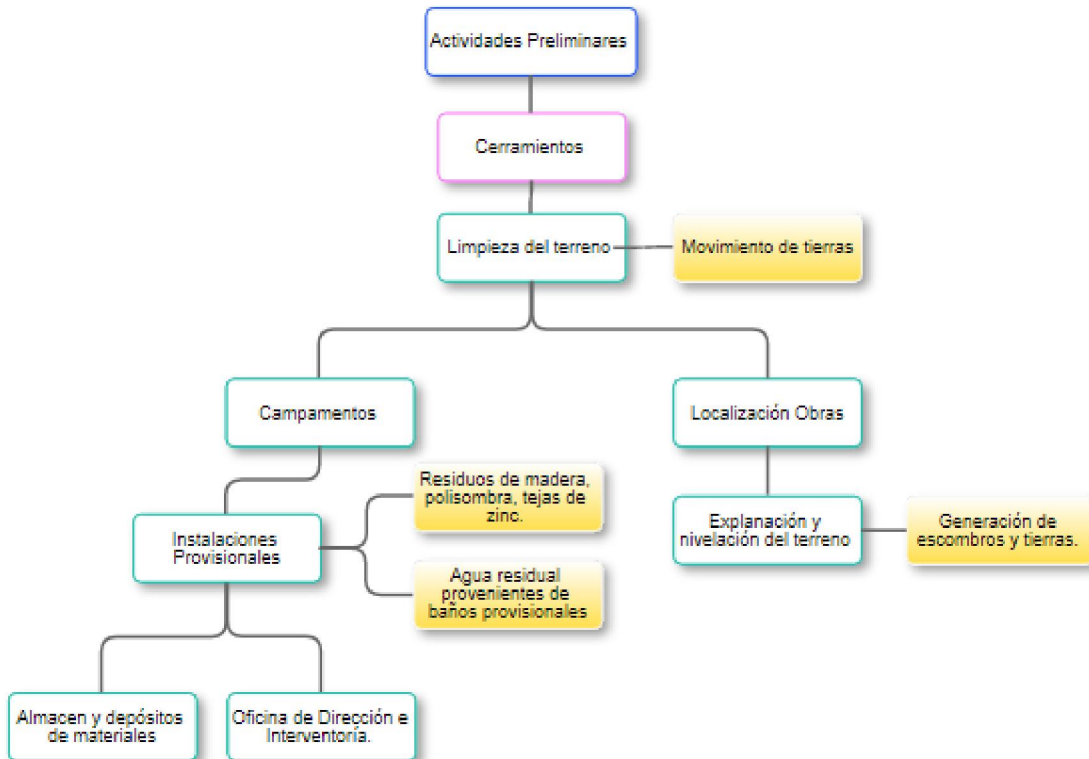 Actividades Preliminares
Cerramientos
Limpieza del terreno
Movimiento de tierras
Campamentos
Localización Obras
Residuos de madera,
polisombra, tejas de
zinc.
Instalaciones
Provisionales
Explanación y
nivelación del terreno
Generación de
escombros y tierras.
Agua residual
provenientes de
baños provisionales
Almacen y depósitos
de materiales
Oficina de Dirección e
Interventoría.